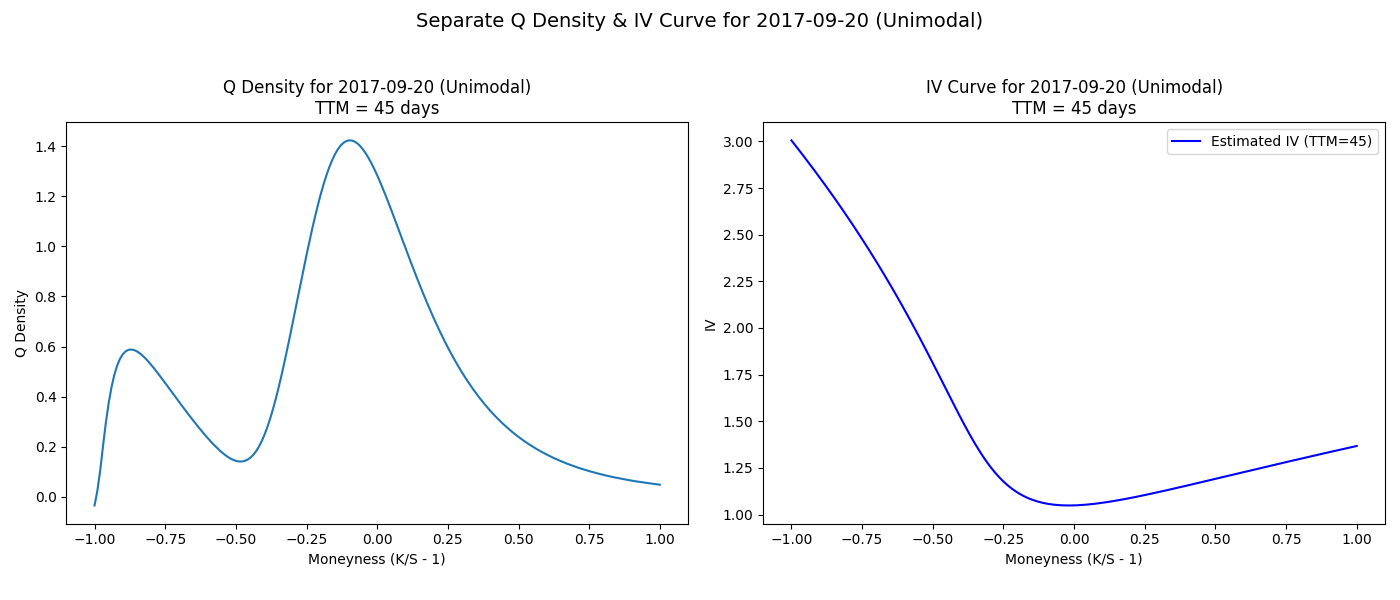 Separate Q Density & IV Curve for 2017-09-20 (Unimodal)
Q Density for 2017-09-20 (Unimodal)
TTM = 45 days
1.4
1.2
1.0
0.8
0.6
0.4
0.2
0.0
Q Density
−1.00 −0.75 −0.50 −0.25 0.00 0.25 0.50 0.75 1.00
Moneyness (K/S - 1)
IV Curve for 2017-09-20 (Unimodal)
TTM = 45 days
Estimated IV (TTM=45)
3.00
2.75
2.50
2.25
2.00
1.75
1.50
1.25
1.00
IV
−1.00 −0.75 −0.50 −0.25 0.00 0.25 0.50 0.75 1.00
Moneyness (K/S - 1)